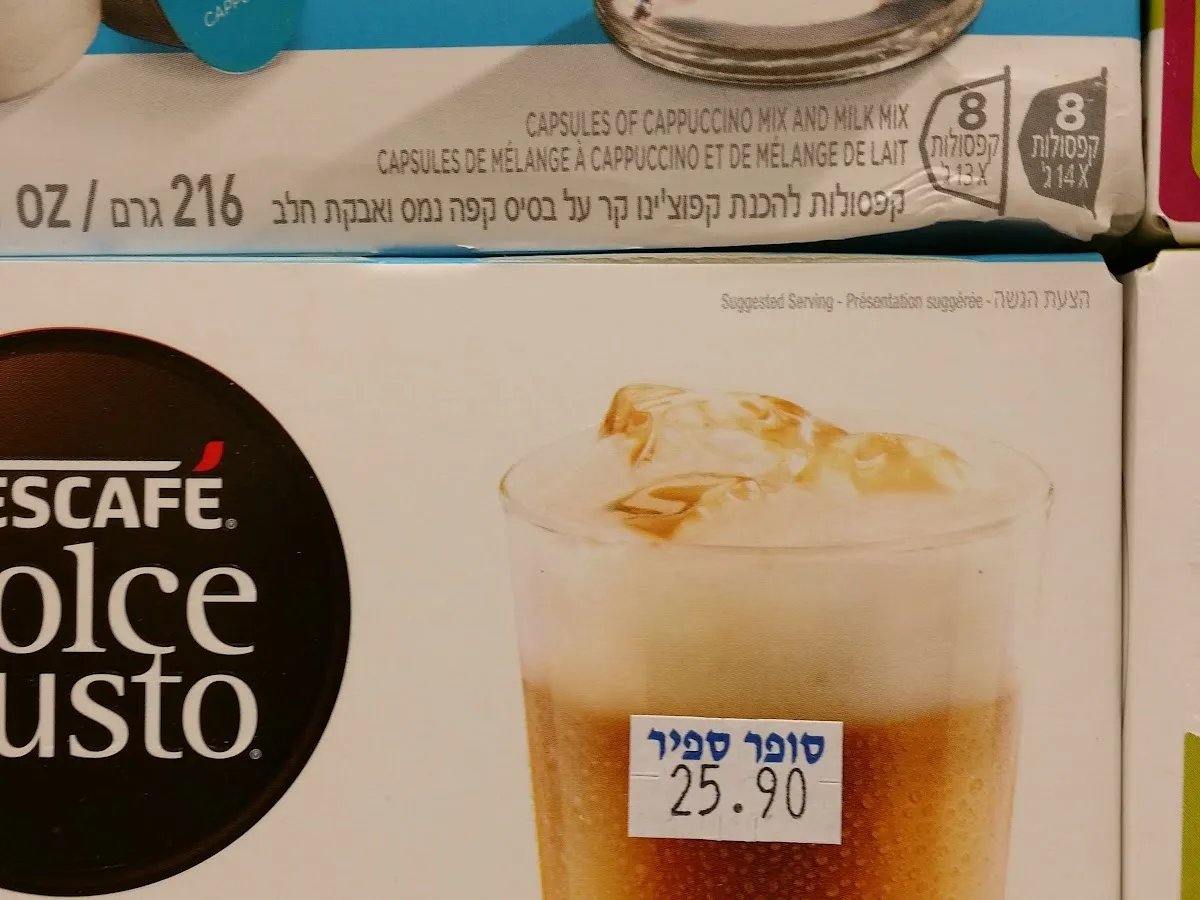 CAPSULES OF CAPPUCCINO MIX AND MILK MIX
CAPSULES DE MÉLANGE À CAPPUCCINO ET DE MÉLANGE DE LAIT
קפסולות להכנת קפוצ'ינו קר על בסיס קפה נמס ואבקת חלב
216 גרם / OZ
8
קפסולות
13 X ג'
8
קפסולות
14 X ג'
Suggested Serving - Présentation suggérée - הצעת הגשה
ESCAFÉ®
olce
usto®
סופר ספיר
25.90